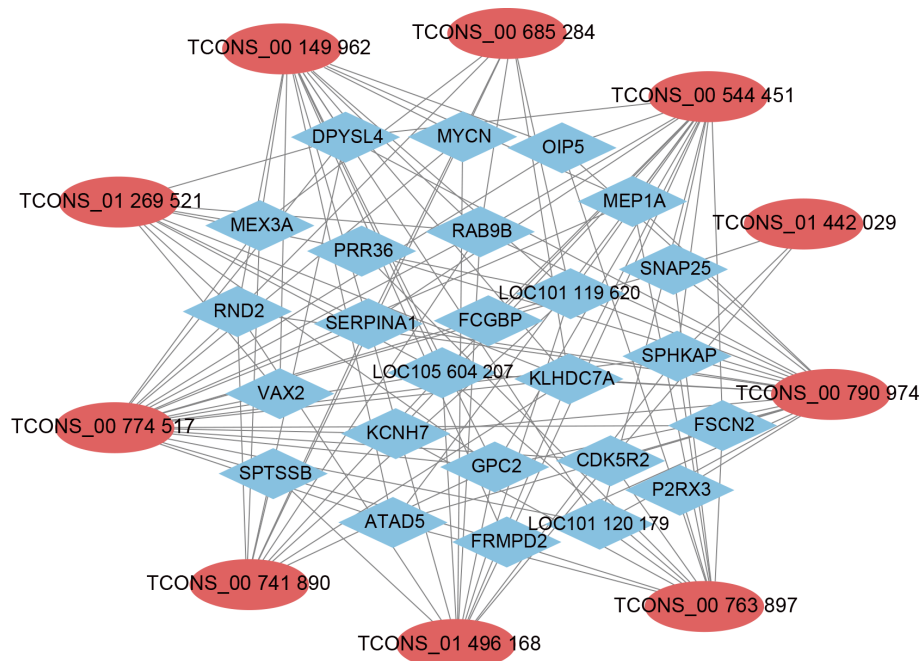 TCONS_00 685 284
TCONS_00 149 962
TCONS_00 544 451
DPYSL4
MYCN
OIP5
TCONS_01 269 521
MEP1A
TCONS_01 442 029
MEX3A
RAB9B
PRR36
SNAP25
LOC101 119 620
RND2
SERPINA1
FCGBP
SPHKAP
LOC105 604 207
KLHDC7A
TCONS_00 790 974
VAX2
TCONS_00 774 517
KCNH7
FSCN2
SPTSSB
GPC2
CDK5R2
P2RX3
ATAD5
LOC101 120 179
FRMPD2
TCONS_00 741 890
TCONS_00 763 897
TCONS_01 496 168